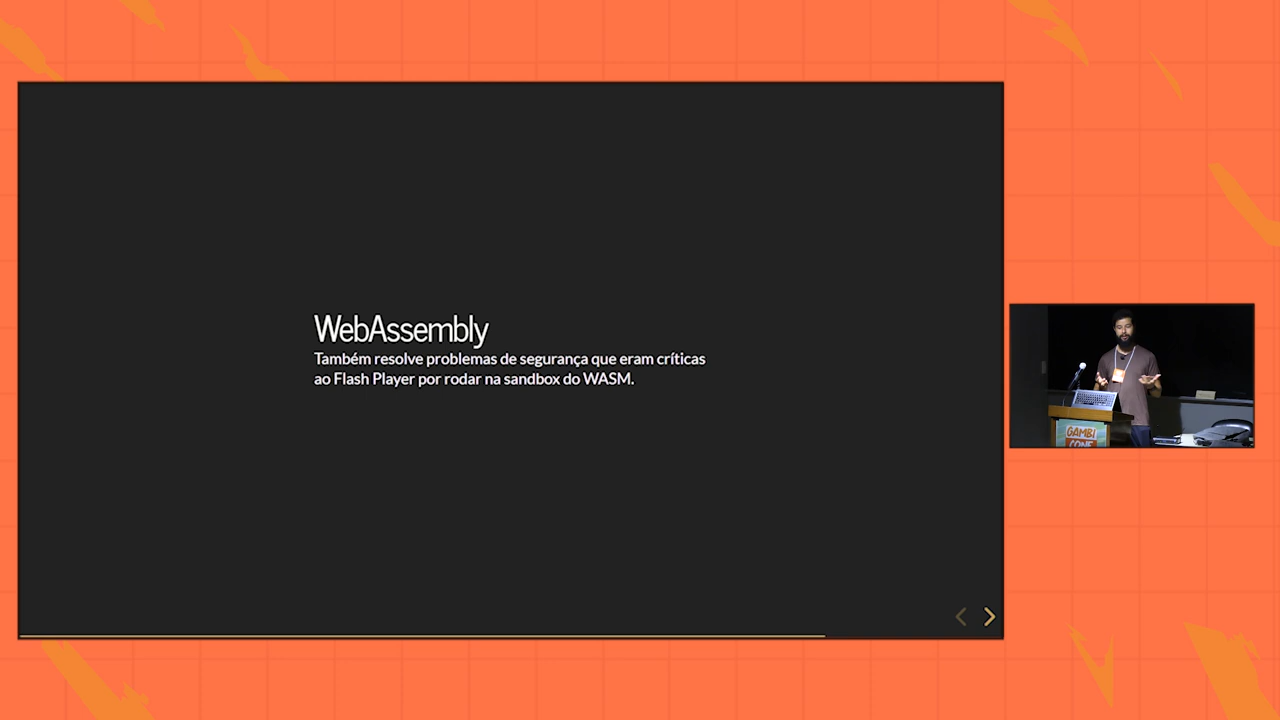 WebAssembly
Também resolve problemas de segurança que eram críticas
ao Flash Player por rodar na sandbox do WASM.
GAMBI
CONF